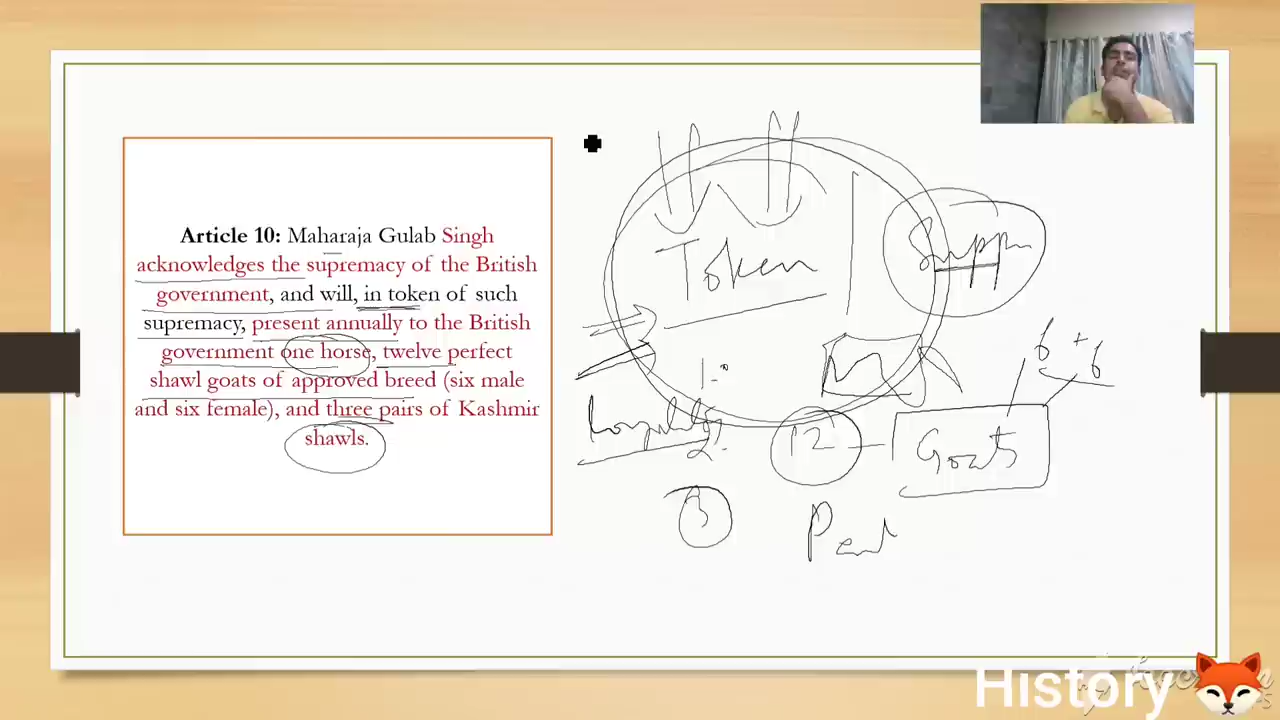 Article 10: Maharaja Gulab Singh
acknowledges the supremacy of the British
government, and will, in token of such
supremacy, present annually to the British
government one horse, twelve perfect
shawl goats of approved breed (six male
and six female), and three pairs of Kashmir
shawls.
Token
6 + 6
1.
2.
12
Goats
3
History